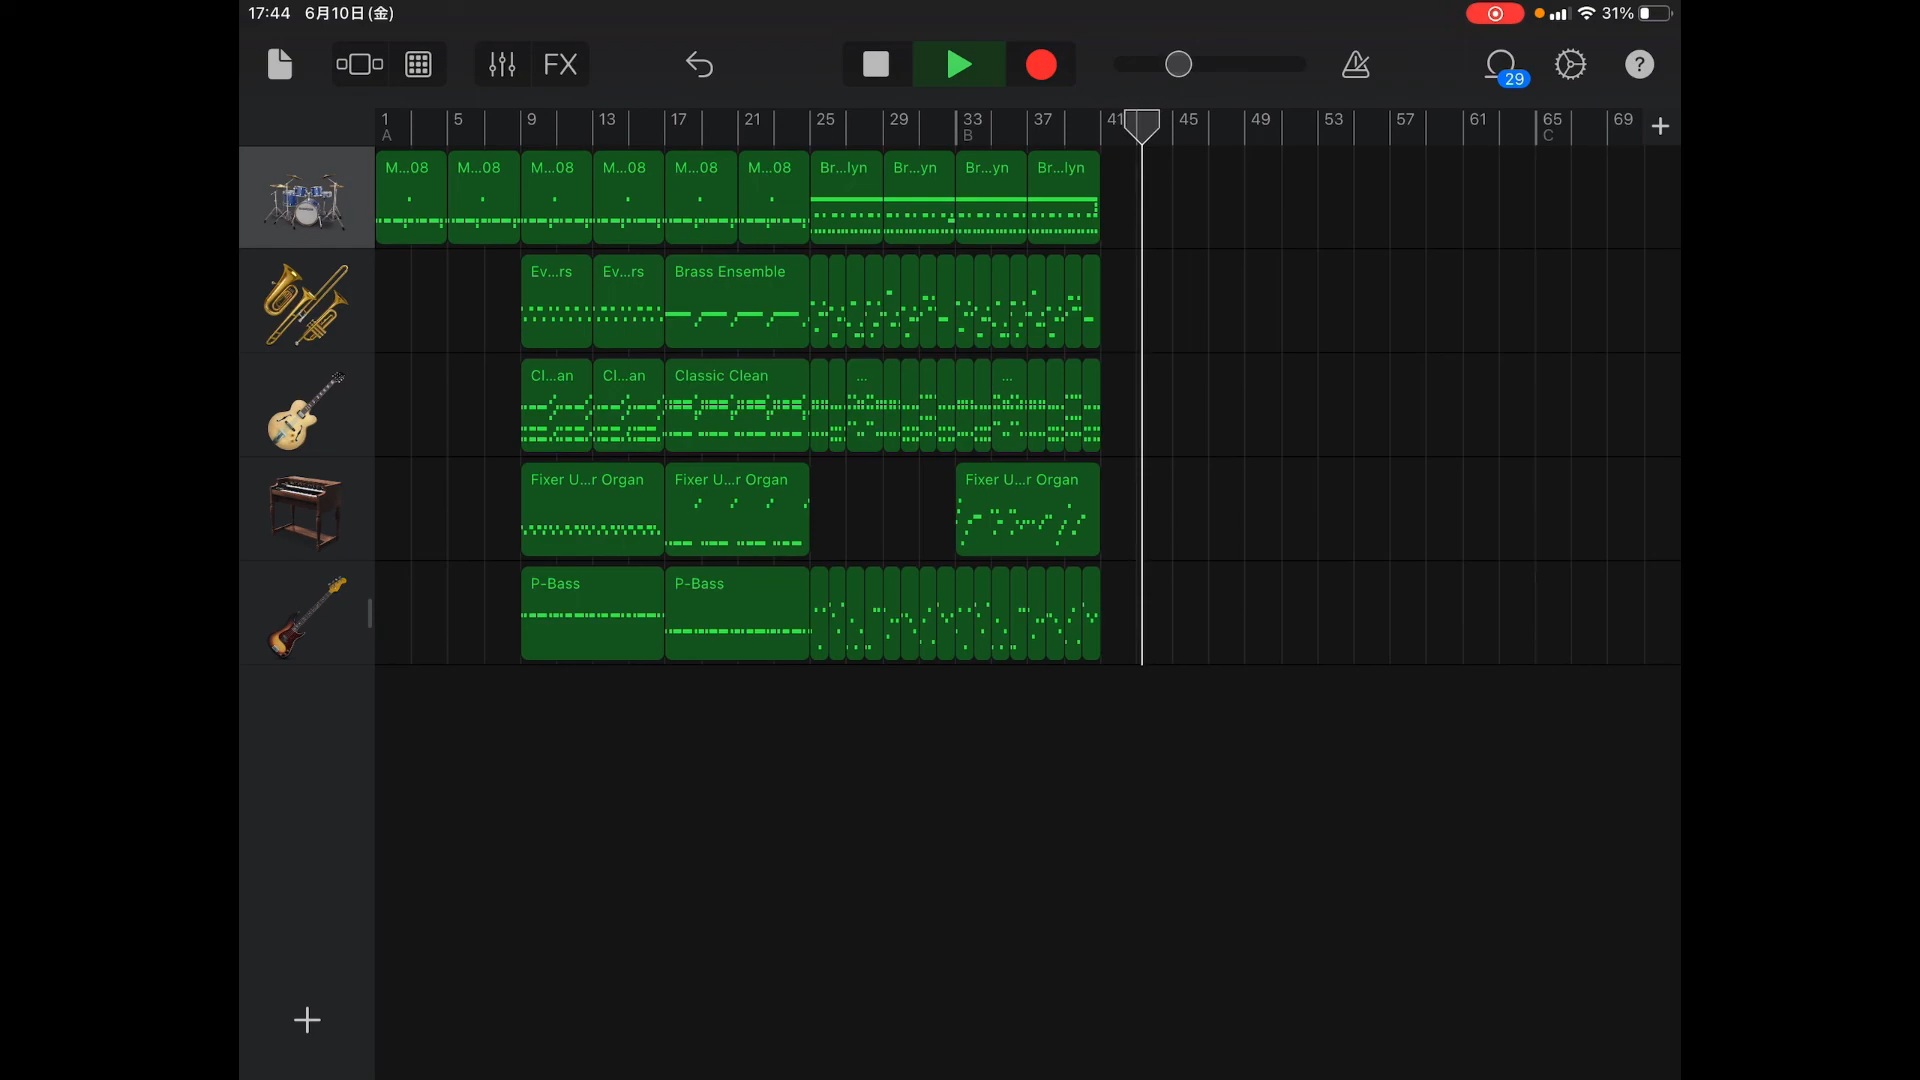 17:44 6月10日(金)
31%
FX
29
?
1 5 9 13 17 21 25 29 33 37 41 45 49 53 57 61 65 69
A B C
M...08 M...08 M...08 M...08 M...08 M...08 Br...lyn Br...yn Br...yn Br...lyn
Ev...rs Ev...rs Brass Ensemble
Cl...an Cl...an Classic Clean ... ...
Fixer U...r Organ Fixer U...r Organ Fixer U...r Organ
P-Bass P-Bass